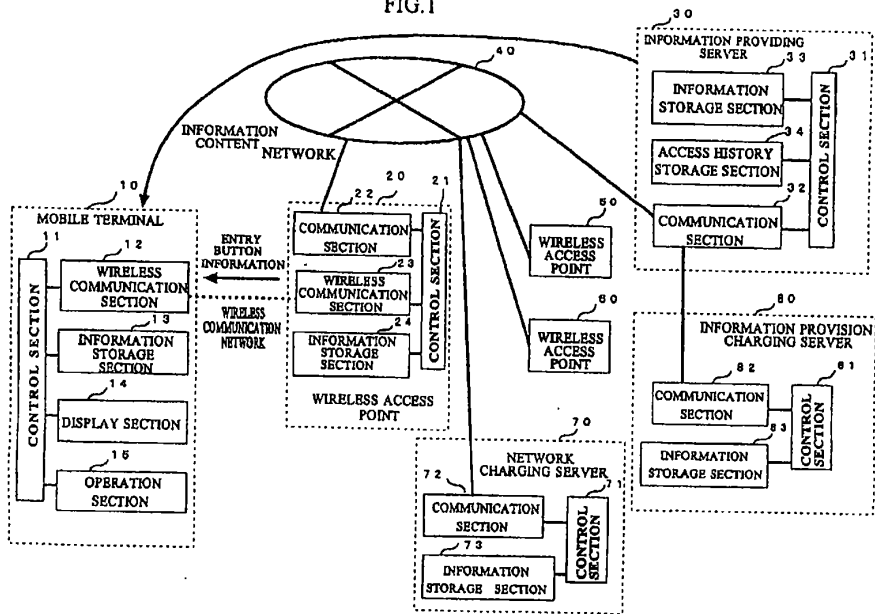 FIG.1
40
INFORMATION
CONTENT
NETWORK
10
MOBILE TERMINAL
11
CONTROL SECTION
12
WIRELESS
COMMUNICATION
SECTION
13
INFORMATION
STORAGE
SECTION
14
DISPLAY SECTION
15
OPERATION
SECTION
ENTRY
BUTTON
INFORMATION
WIRELESS
COMMUNICATION
NETWORK
20
21
CONTROL SECTION
22
COMMUNICATION
SECTION
23
WIRELESS
COMMUNICATION
SECTION
24
INFORMATION
STORAGE
SECTION
WIRELESS ACCESS
POINT
50
WIRELESS
ACCESS
POINT
60
WIRELESS
ACCESS
POINT
30
INFORMATION PROVIDING
SERVER
31
CONTROL SECTION
33
INFORMATION
STORAGE SECTION
34
ACCESS HISTORY
STORAGE SECTION
32
COMMUNICATION
SECTION
80
INFORMATION PROVISION
CHARGING SERVER
81
CONTROL
SECTION
82
COMMUNICATION
SECTION
83
INFORMATION
STORAGE SECTION
70
NETWORK
CHARGING SERVER
71
CONTROL
SECTION
72
COMMUNICATION
SECTION
73
INFORMATION
STORAGE SECTION